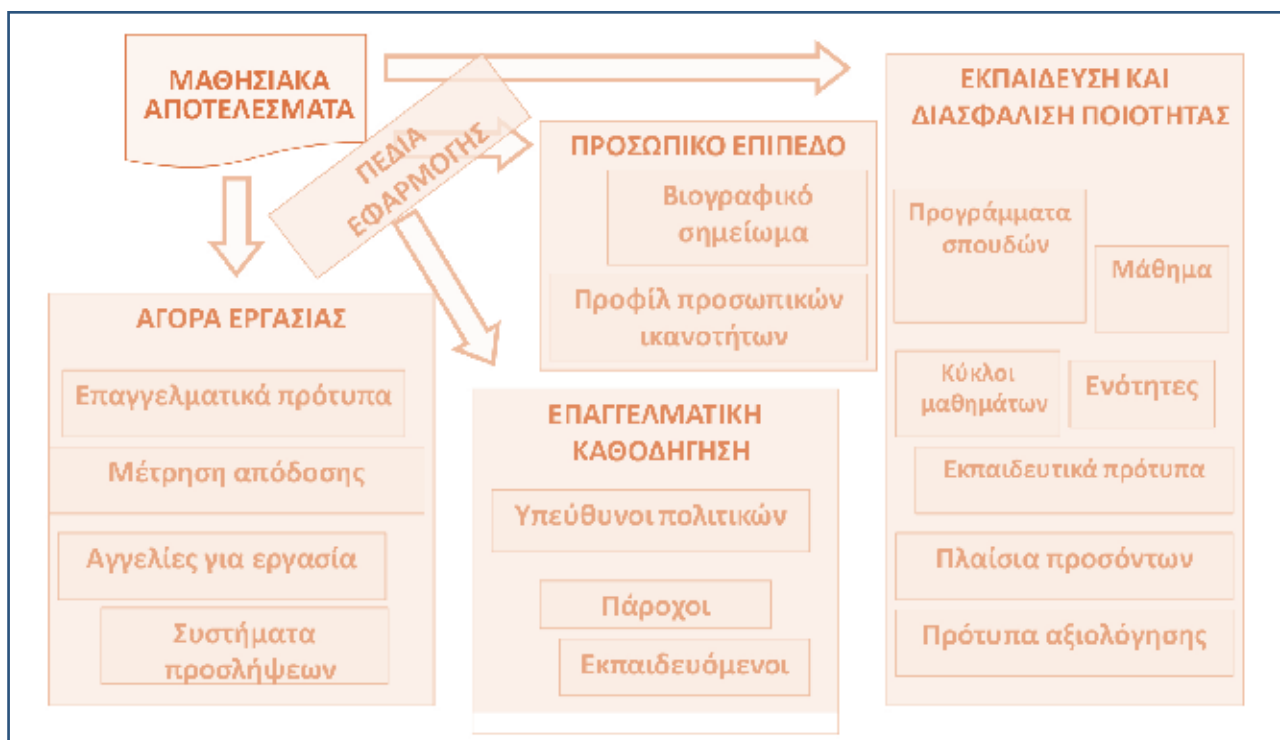 ΜΑΘΗΣΙΑΚΑ
ΑΠΟΤΕΛΕΣΜΑΤΑ
ΠΕΔΙΑ
ΕΦΑΡΜΟΓΗΣ
ΑΓΟΡΑ ΕΡΓΑΣΙΑΣ
Επαγγελματικά πρότυπα
Μέτρηση απόδοσης
Αγγελίες για εργασία
Συστήματα
προσλήψεων
ΠΡΟΣΩΠΙΚΟ ΕΠΙΠΕΔΟ
Βιογραφικό
σημείωμα
Προφίλ προσωπικών
ικανοτήτων
ΕΠΑΓΓΕΛΜΑΤΙΚΗ
ΚΑΘΟΔΗΓΗΣΗ
Υπεύθυνοι πολιτικών
Πάροχοι
Εκπαιδευόμενοι
ΕΚΠΑΙΔΕΥΣΗ ΚΑΙ
ΔΙΑΣΦΑΛΙΣΗ ΠΟΙΟΤΗΤΑΣ
Προγράμματα
σπουδών
Μάθημα
Κύκλοι
μαθημάτων
Ενότητες
Εκπαιδευτικά πρότυπα
Πλαίσια προσόντων
Πρότυπα αξιολόγησης